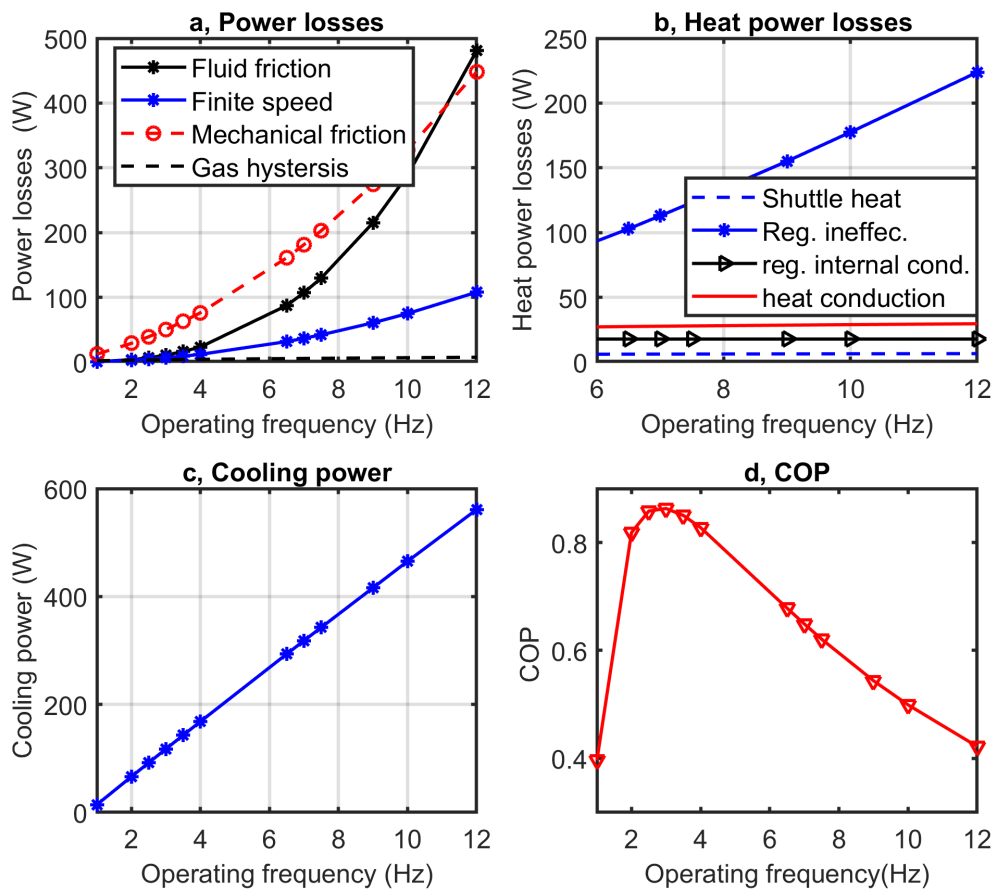 a, Power losses
500
400
300
200
100
0
2
4
6
8
10
12
Power losses (W)
Operating frequency (Hz)
Fluid friction
Finite speed
Mechanical friction
Gas hystersis
b, Heat power losses
250
200
150
100
50
0
6
8
10
12
Heat power losses (W)
Operating frequency (Hz)
Shuttle heat
Reg. ineffec.
reg. internal cond.
heat conduction
c, Cooling power
600
400
200
0
2
4
6
8
10
12
Cooling power (W)
Operating frequency (Hz)
d, COP
0.8
0.6
0.4
2
4
6
8
10
12
COP
Operating frequency(Hz)